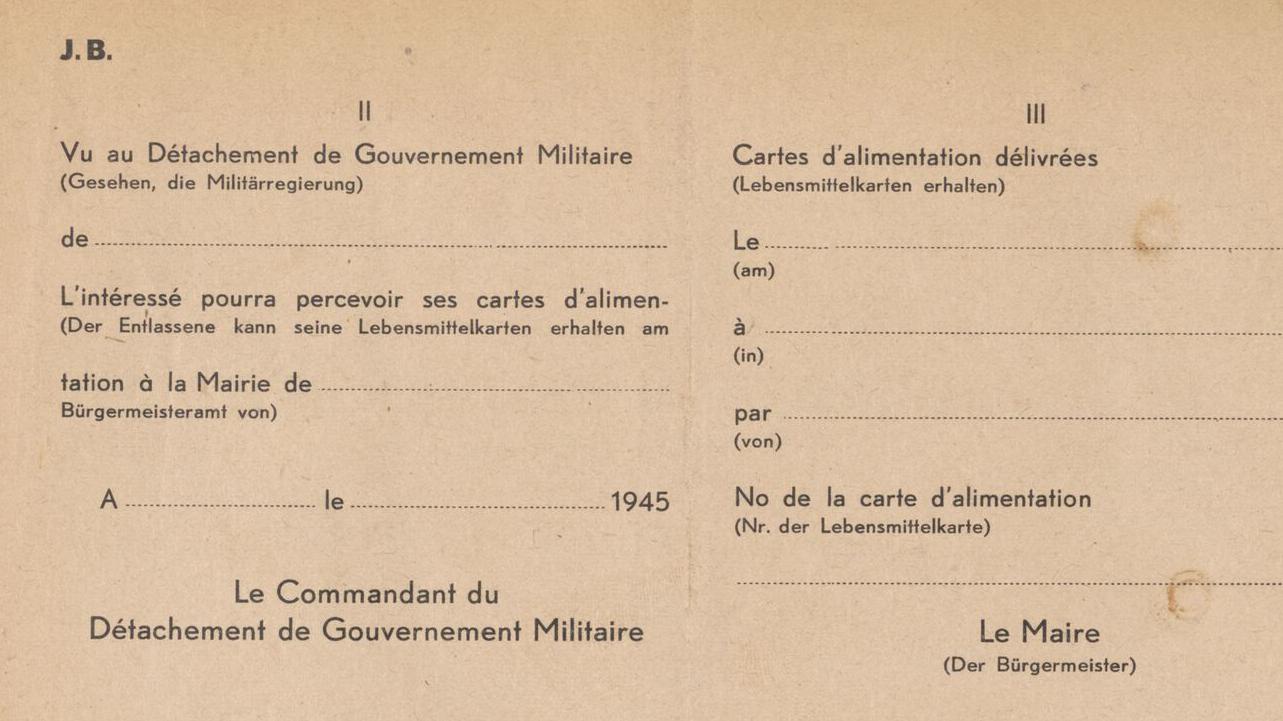 J.B.
II
Vu au Détachement de Gouvernement Militaire
(Gesehen, die Militärregierung)
de
L'intéressé pourra percevoir ses cartes d'alimen-
(Der Entlassene kann seine Lebensmittelkarten erhalten am
tation à la Mairie de
Bürgermeisteramt von)
A le 1945
Le Commandant du
Détachement de Gouvernement Militaire
III
Cartes d'alimentation délivrées
(Lebensmittelkarten erhalten)
Le
(am)
à
(in)
par
(von)
No de la carte d'alimentation
(Nr. der Lebensmittelkarte)
Le Maire
(Der Bürgermeister)